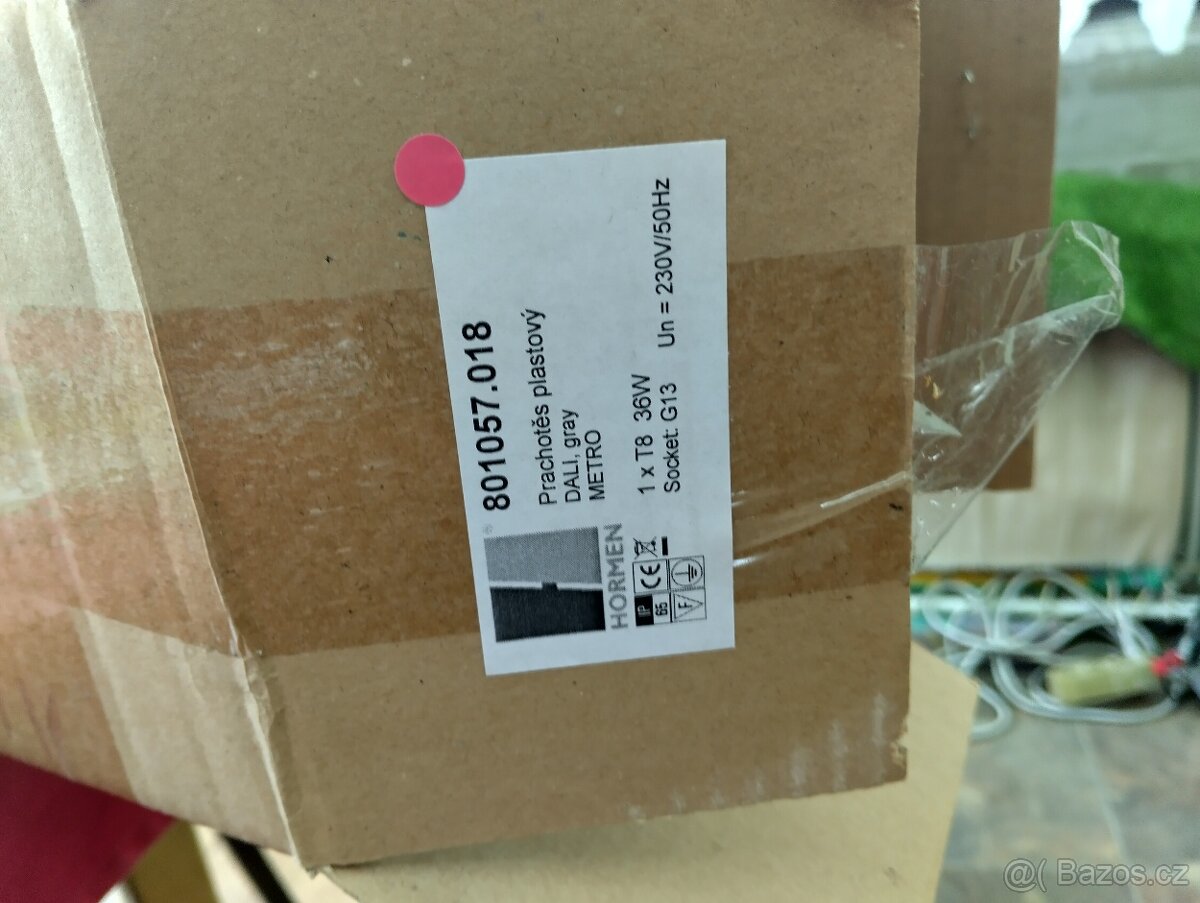 801057.018
Prachotěs plastový
DALI, gray
METRO
1 x T8 36W
Socket: G13 Un = 230V/50Hz
HORMEN
®
IP
65
CE
F
@( Bazos.cz